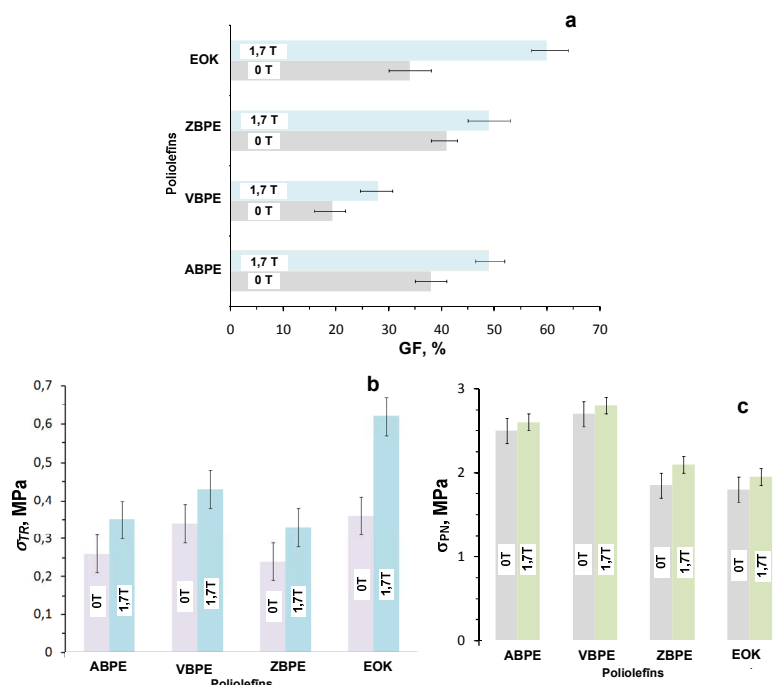 a
EOK
1,7 T
0 T
ZBPE
1,7 T
0 T
Poliolefīns
VBPE
1,7 T
0 T
ABPE
1,7 T
0 T
0 10 20 30 40 50 60 70
GF, %
b
σTR, MPa
0,7
0,6
0,5
0,4
0,3
0,2
0,1
0
0T 1,7T 0T 1,7T 0T 1,7T 0T 1,7T
ABPE VBPE ZBPE EOK
Poliolefīns
c
σPN, MPa
3
2
1
0
0T 1,7T 0T 1,7T 0T 1,7T 0T 1,7T
ABPE VBPE ZBPE EOK
Poliolefīns